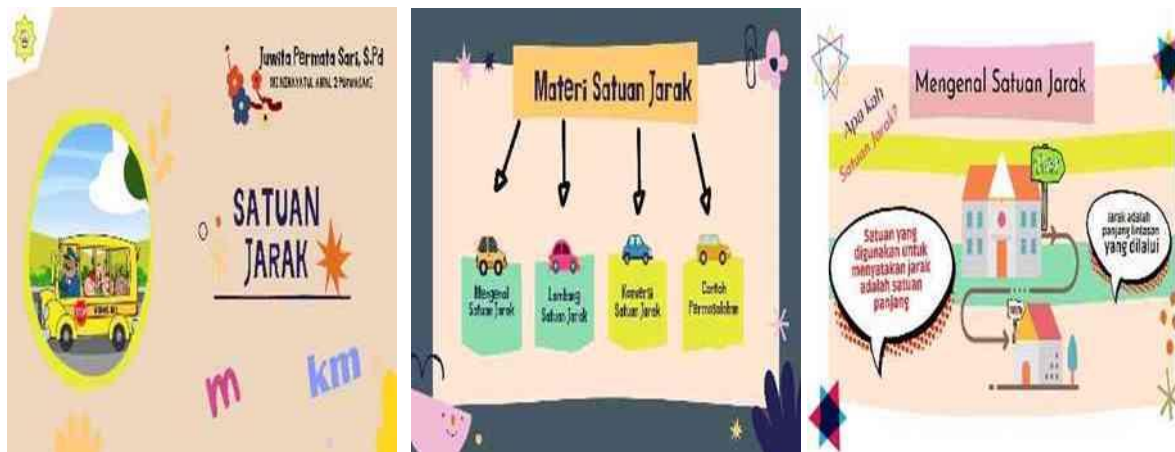 Juwita Permata Sari, S.Pd
SATUAN
JARAK
m
km
Materi Satuan Jarak
Mengenal
Satuan Jarak
Lambang
Satuan Jarak
Konversi
Satuan Jarak
Contoh
Permasalahan
Mengenal Satuan Jarak
Apa kah
Satuan Jarak?
Satuan yang
digunakan untuk
menyatakan jarak
adalah satuan
panjang
Jarak adalah
panjang lintasan
yang dilalui